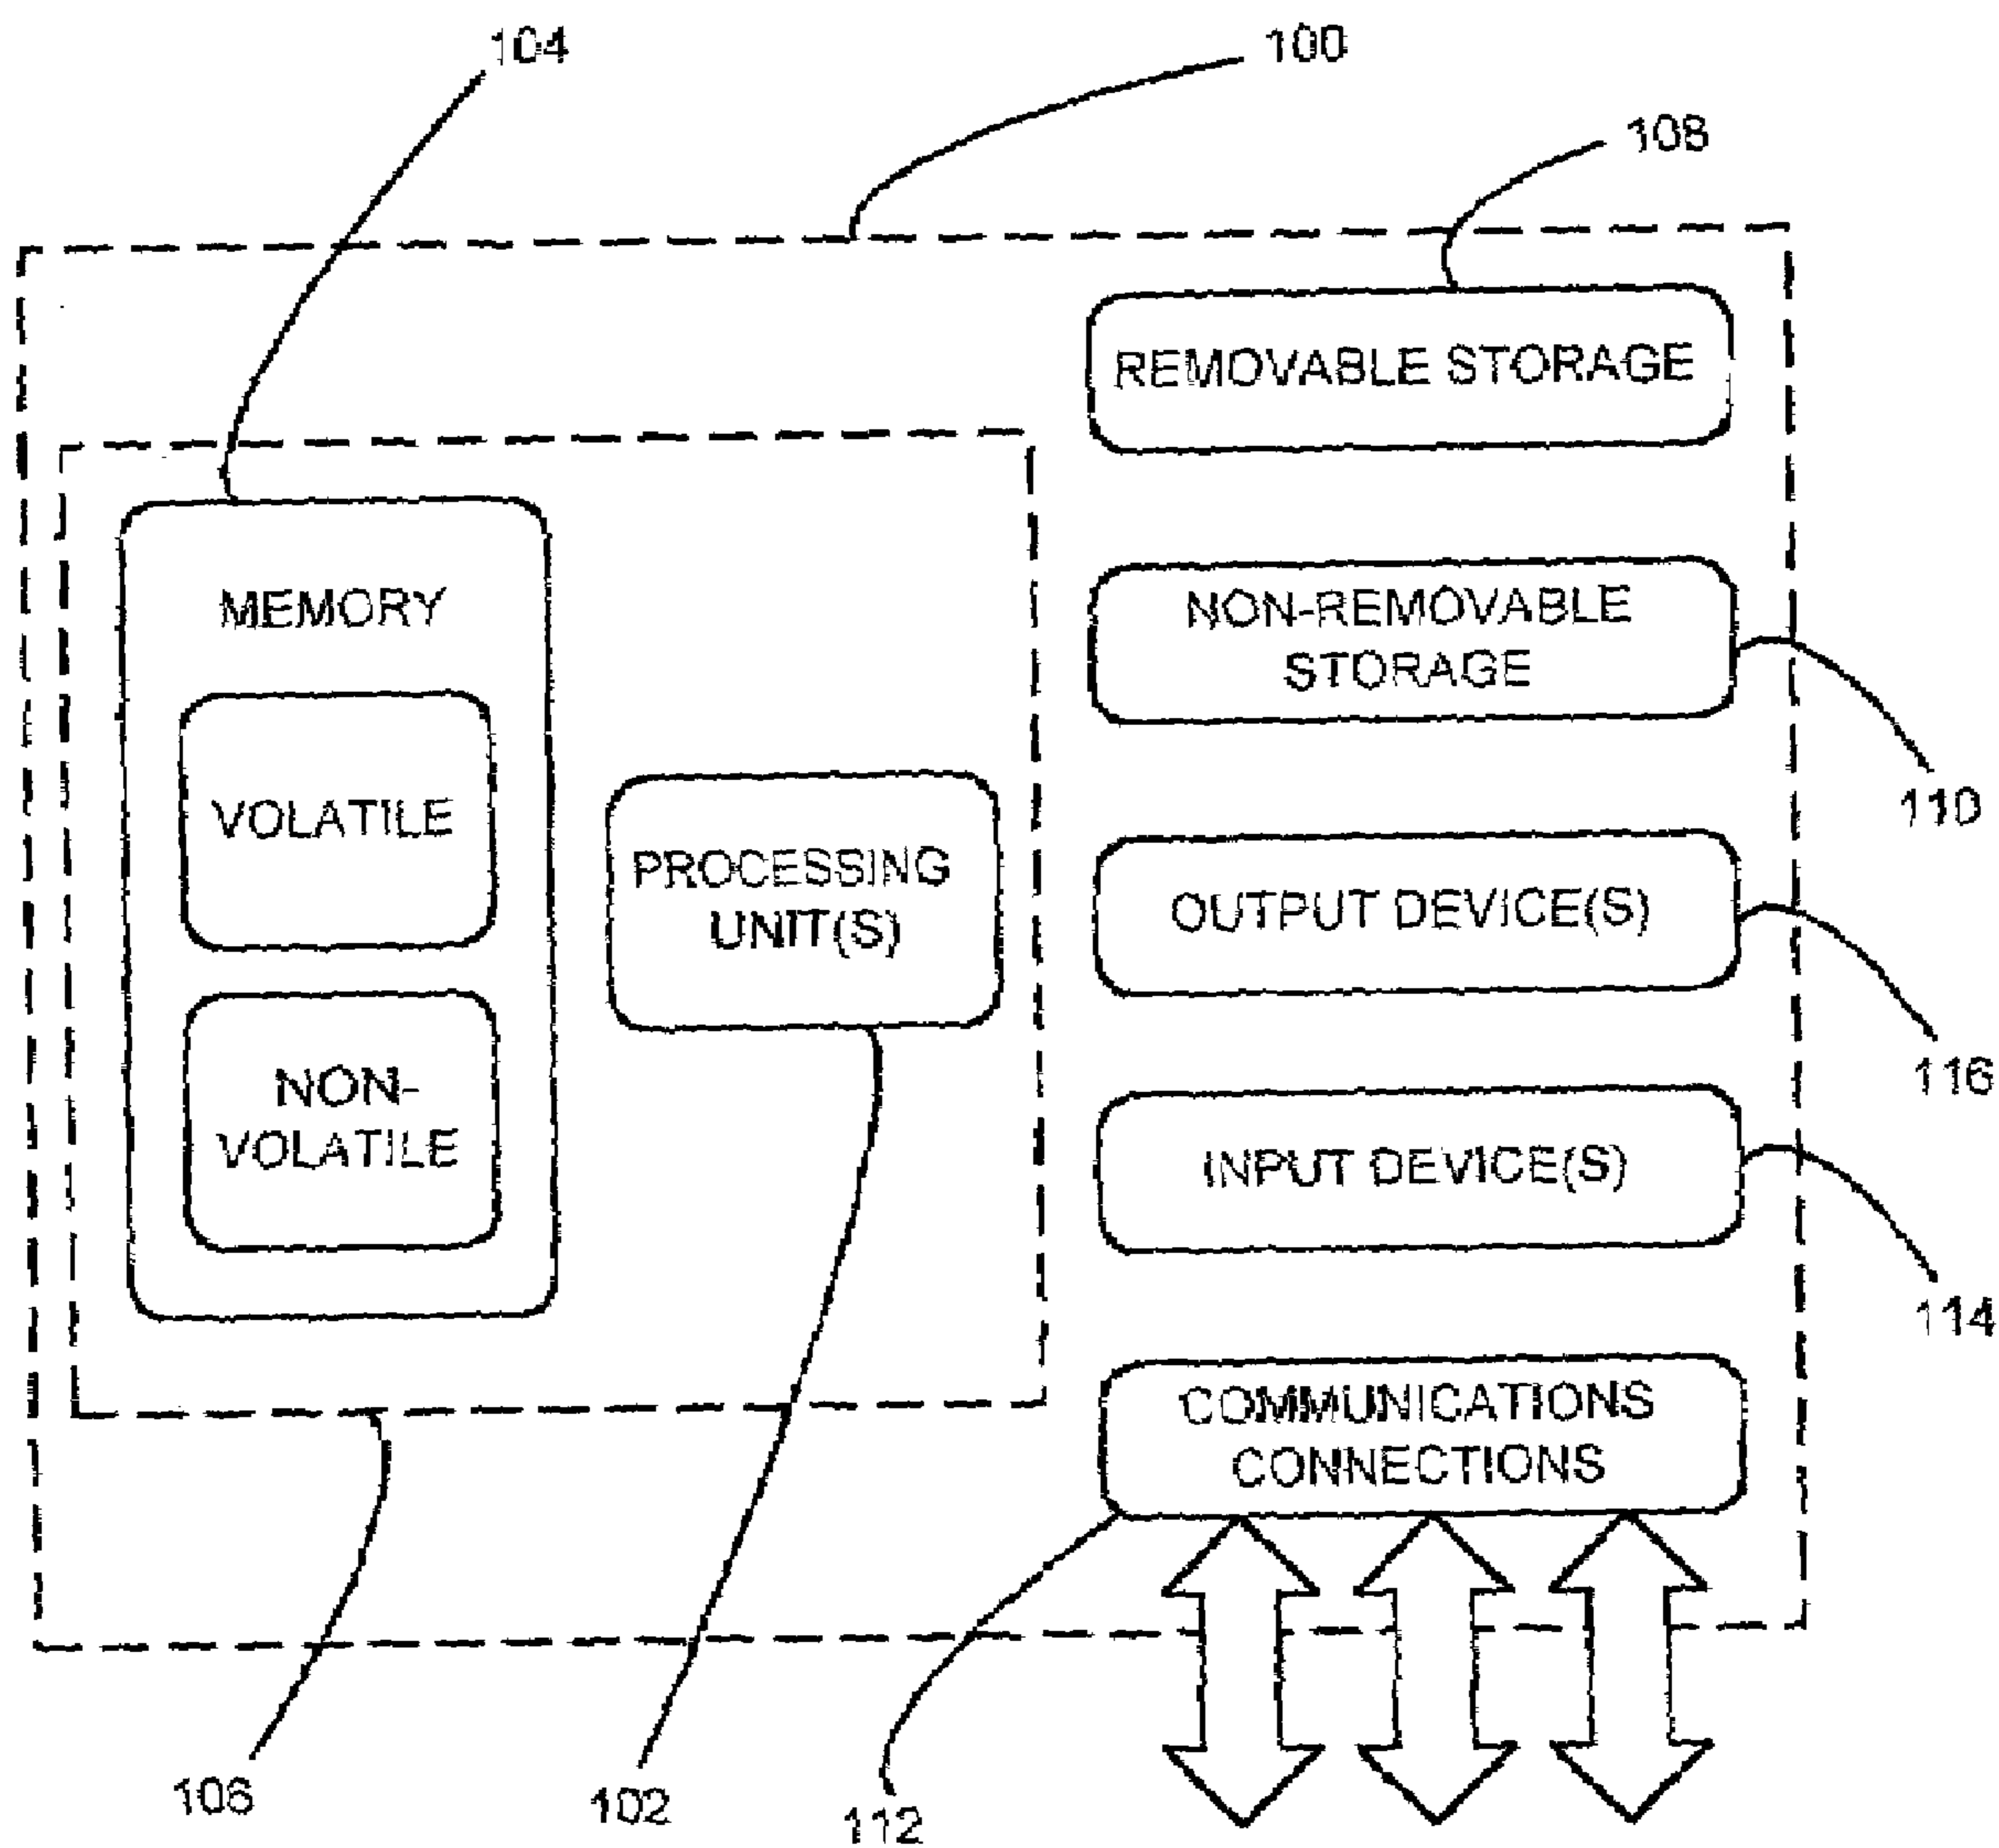 104
100
108
REMOVABLE STORAGE
MEMORY
NON-REMOVABLE
STORAGE
VOLATILE
110
PROCESSING
UNIT(S)
OUTPUT DEVICE(S)
NON-
VOLATILE
116
INPUT DEVICE(S)
114
COMMUNICATIONS
CONNECTIONS
106
102
112